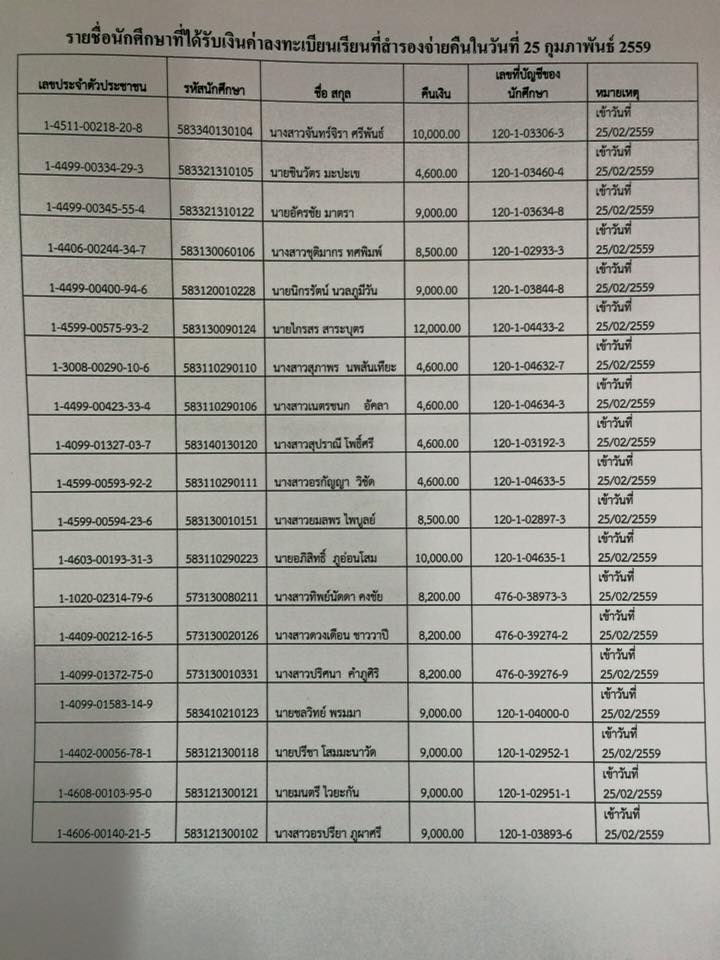 รายชื่อนักศึกษาที่ได้รับเงินค่าลงทะเบียนเรียนที่สำรองจ่ายคืนในวันที่ 25 กุมภาพันธ์ 2559
เลขประจำตัวประชาชน รหัสนักศึกษา ชื่อ สกุล คืนเงิน เลขที่บัญชีของนักศึกษา หมายเหตุ
1-4511-00218-20-8 583340130104 นางสาวจันทร์จิรา ศรีพันธ์ 10,000.00 120-1-03306-3 เข้าวันที่ 25/02/2559
1-4499-00334-29-3 583321310105 นายชินวัตร มะปะเข 4,600.00 120-1-03460-4 เข้าวันที่ 25/02/2559
1-4499-00345-55-4 583321310122 นายอัครชัย มาตรา 9,000.00 120-1-03634-8 เข้าวันที่ 25/02/2559
1-4406-00244-34-7 583130060106 นางสาวชุติมากร ทศพิมพ์ 8,500.00 120-1-02933-3 เข้าวันที่ 25/02/2559
1-4499-00400-94-6 583120010228 นายนิกรรัตน์ นวลภูมีวัน 9,000.00 120-1-03844-8 เข้าวันที่ 25/02/2559
1-4599-00575-93-2 583130090124 นายไกรสร สาระบุตร 12,000.00 120-1-04433-2 เข้าวันที่ 25/02/2559
1-3008-00290-10-6 583110290110 นางสาวสุภาพร นพสันเทียะ 4,600.00 120-1-04632-7 เข้าวันที่ 25/02/2559
1-4499-00423-33-4 583110290106 นางสาวเนตรชนก อัคลา 4,600.00 120-1-04634-3 เข้าวันที่ 25/02/2559
1-4099-01327-03-7 583140130120 นางสาวสุปราณี โพธิ์ศรี 4,600.00 120-1-03192-3 เข้าวันที่ 25/02/2559
1-4599-00593-92-2 583110290111 นางสาวอรกัญญา วิชัด 4,600.00 120-1-04633-5 เข้าวันที่ 25/02/2559
1-4599-00594-23-6 583130010151 นางสาวยมลพร ไพบูลย์ 8,500.00 120-1-02897-3 เข้าวันที่ 25/02/2559
1-4603-00193-31-3 583110290223 นายอภิสิทธิ์ ภูอ่อนโสม 10,000.00 120-1-04635-1 เข้าวันที่ 25/02/2559
1-1020-02314-79-6 573130080211 นางสาวทิพย์นัดดา คงชัย 8,200.00 476-0-38973-3 เข้าวันที่ 25/02/2559
1-4409-00212-16-5 573130020126 นางสาวดวงเดือน ชาววาปี 8,200.00 476-0-39274-2 เข้าวันที่ 25/02/2559
1-4099-01372-75-0 573130010331 นางสาวปริศนา คำภูศิริ 8,200.00 476-0-39276-9 เข้าวันที่ 25/02/2559
1-4099-01583-14-9 583410210123 นายชลวิทย์ พรมมา 9,000.00 120-1-04000-0 เข้าวันที่ 25/02/2559
1-4402-00056-78-1 583121300118 นายปรีชา โสมมะนาวัด 9,000.00 120-1-02952-1 เข้าวันที่ 25/02/2559
1-4608-00103-95-0 583121300121 นายมนตรี ไวยะกัน 9,000.00 120-1-02951-1 เข้าวันที่ 25/02/2559
1-4606-00140-21-5 583121300102 นางสาวอรปรียา ภูผาศรี 9,000.00 120-1-03893-6 เข้าวันที่ 25/02/2559